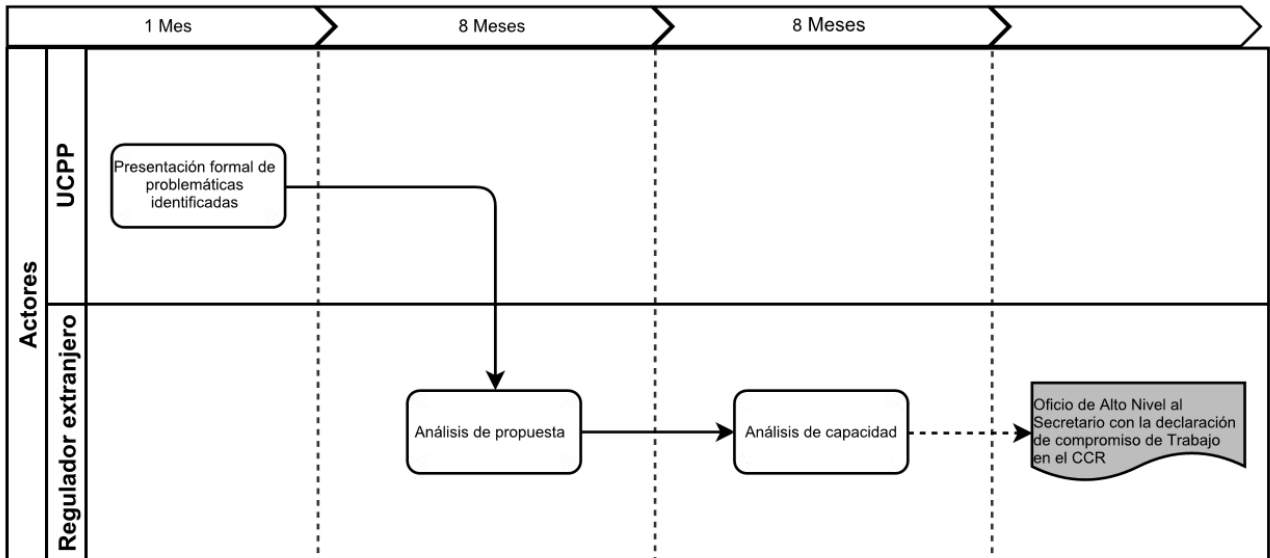 1 Mes
8 Meses
8 Meses
Actores
UCPP
Presentación formal de
problemáticas
identificadas
Regulador extranjero
Análisis de propuesta
Análisis de capacidad
Oficio de Alto Nivel al
Secretario con la declaración
de compromiso de Trabajo
en el CCR